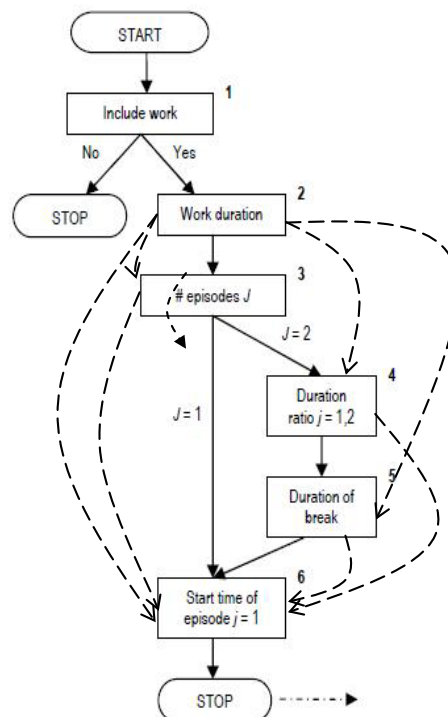 START
1
Include work
No
Yes
STOP
2
Work duration
3
# episodes J
J = 2
4
Duration
ratio j = 1,2
J = 1
5
Duration of
break
6
Start time of
episode j = 1
STOP